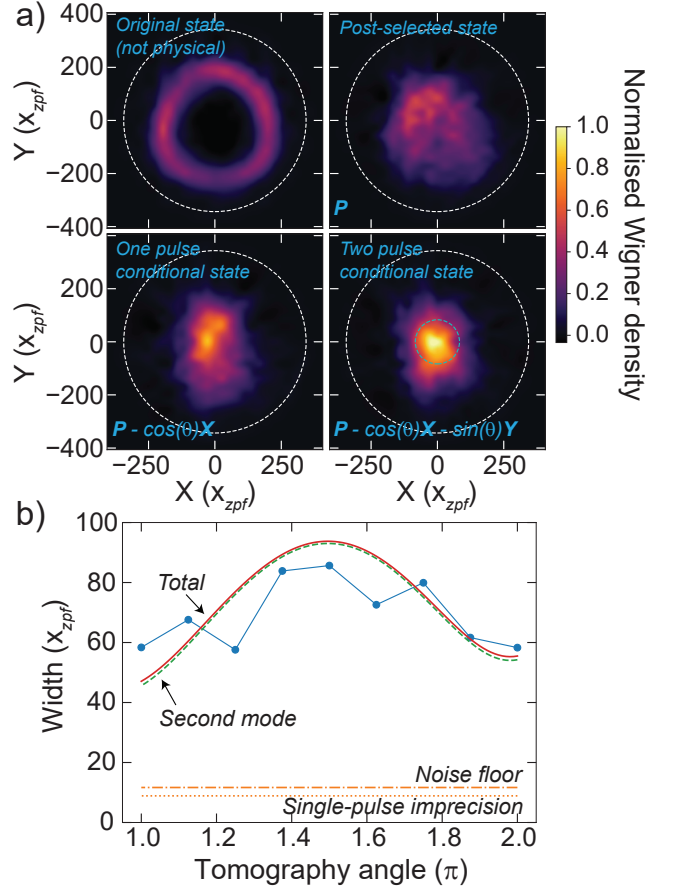 a)
Original state
(not physical)
Post-selected state
P
One pulse
conditional state
P - cos(θ)X
Two pulse
conditional state
P - cos(θ)X - sin(θ)Y
400
200
0
−200
−400
Y (x_zpf)
400
200
0
−200
−400
Y (x_zpf)
−250
0
250
X (x_zpf)
−250
0
250
X (x_zpf)
1.0
0.8
0.6
0.4
0.2
0.0
Normalised Wigner density
b)
100
80
60
40
20
0
Width (x_zpf)
Total
Second mode
Noise floor
Single-pulse imprecision
1.0
1.2
1.4
1.6
1.8
2.0
Tomography angle (π)